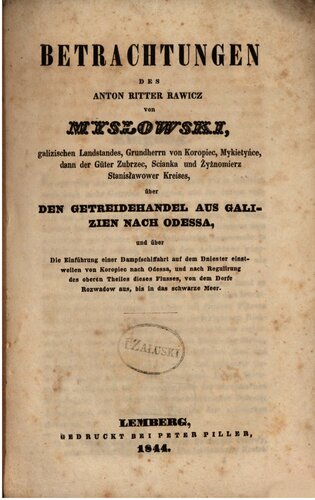 BETRACHTUNGEN
DES
ANTON RITTER RAWICZ
von
MYSŁOWSKI,
galizischen Landstandes, Grundherrn von Koropiec, Mykietyńce,
dann der Güter Zubrzec, Ścianka und Żyżnomierz
Stanisławower Kreises,
über
DEN GETREIDEHANDEL AUS GALI-
ZIEN NACH ODESSA,
und über
Die Einführung einer Dampfschiffahrt auf dem Dniester einst-
weilen von Koropiec nach Odessa, und nach Regulirung
des oberen Theiles dieses Flusses, von dem Dorfe
Rozwadow aus, bis in das schwarze Meer.
ZAŁUSKI
LEMBERG,
GEDRUCKT BEI PETER PILLER,
1844.